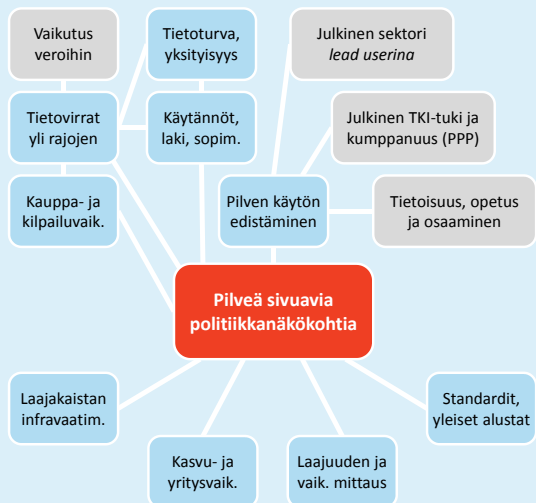 Vaikutus
veroihin
Tietoturva,
yksityisyys
Julkinen sektori
lead userina
Tietovirrat
yli rajojen
Käytännöt,
laki, sopim.
Julkinen TKI-tuki ja
kumppanuus (PPP)
Kauppa- ja
kilpailuvaik.
Pilven käytön
edistäminen
Tietoisuus, opetus
ja osaaminen
Pilveä sivuavia
politiikkanäkökohtia
Laajakaistan
infravaatim.
Standardit,
yleiset alustat
Kasvu- ja
yritysvaik.
Laajuuden ja
vaik. mittaus